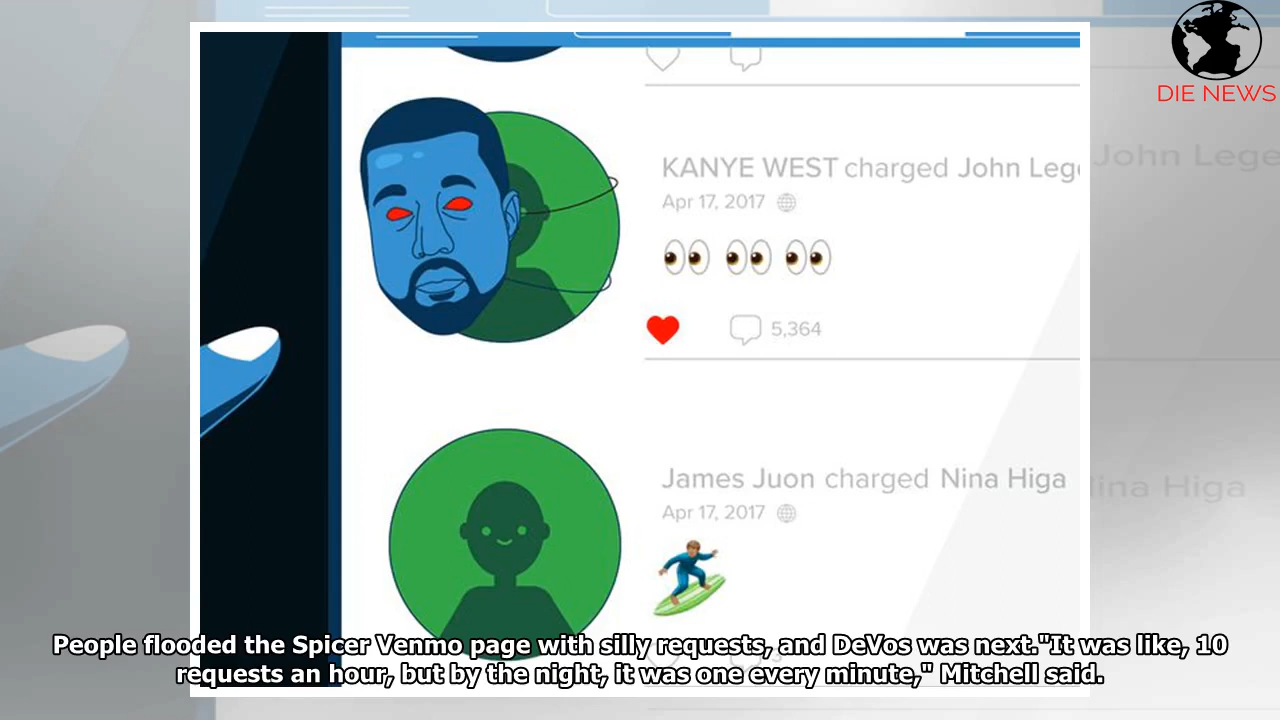 DIE NEWS
KANYE WEST charged John Lege
John Lege
Apr 17, 2017
5,364
James Juon charged Nina Higa
lina Higa
Apr 17, 2017
People flooded the Spicer Venmo page with silly requests, and DeVos was next."It was like, 10
requests an hour, but by the night, it was one every minute," Mitchell said.